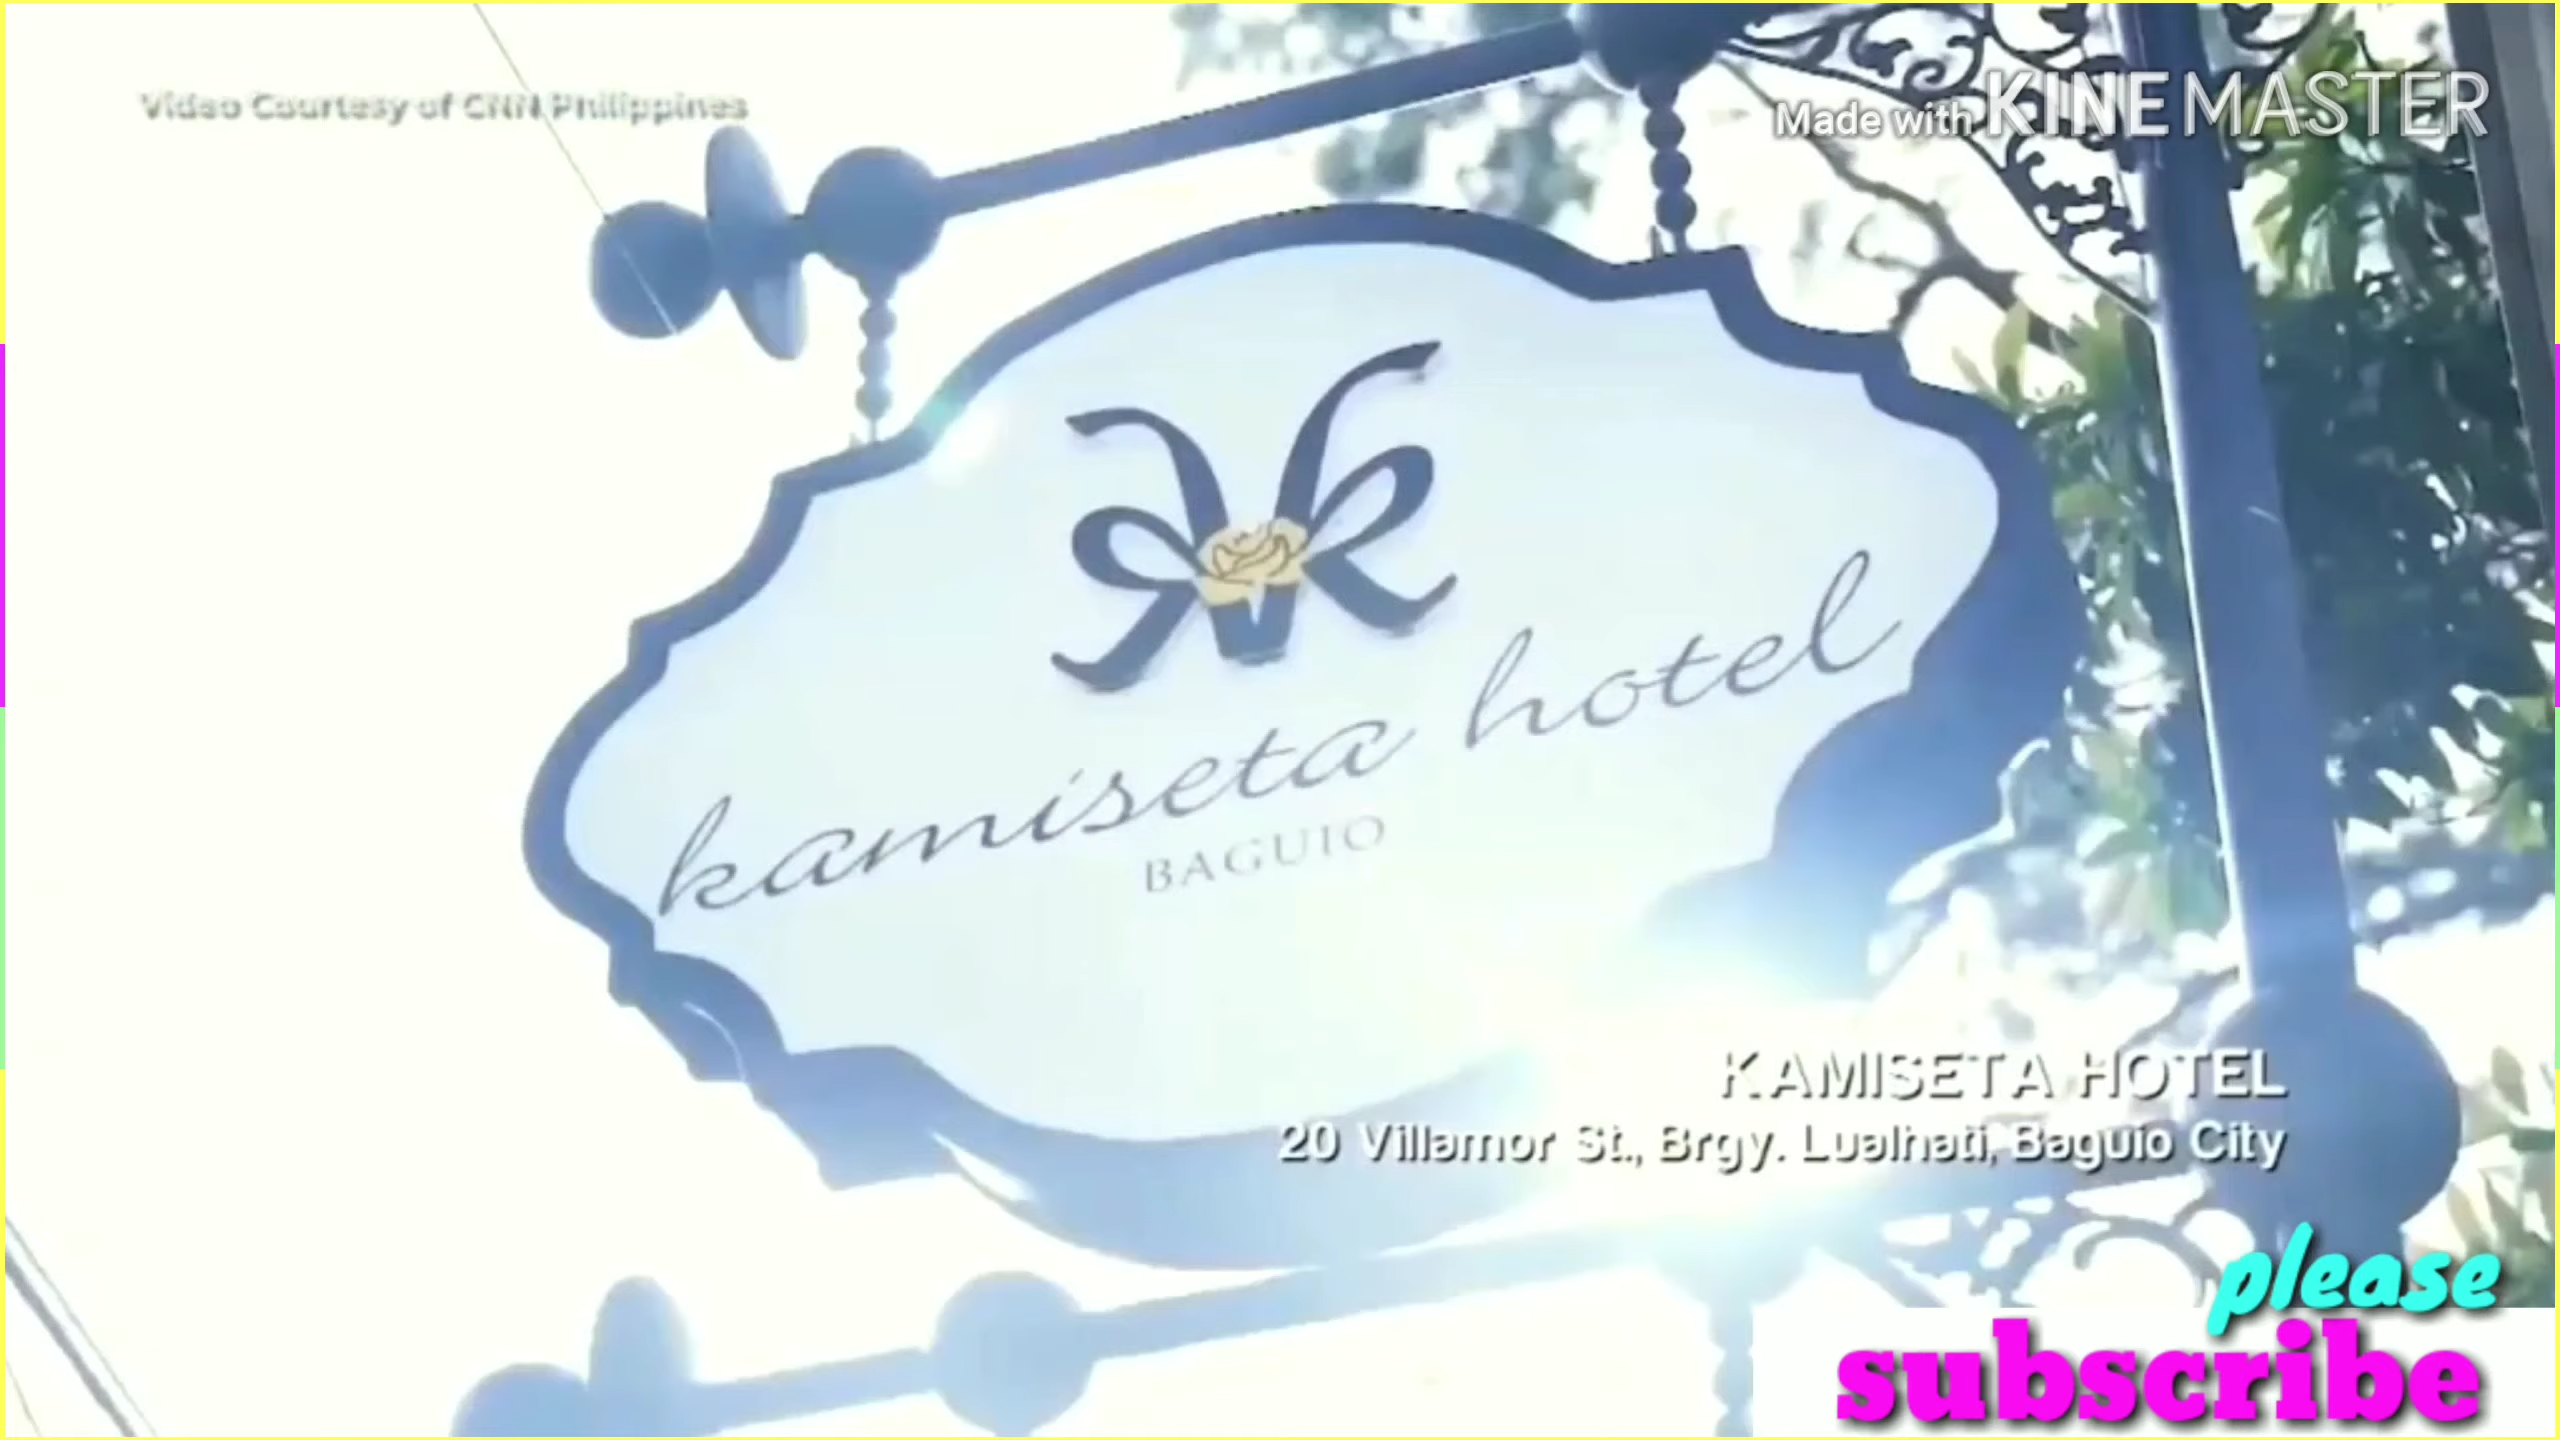 Video Courtesy of CNN Philippines
Made with KINEMASTER
kamiseta hotel
BAGUIO
KAMISETA HOTEL
20 Villamor St., Brgy. Lualhati, Baguio City
please
subscribe